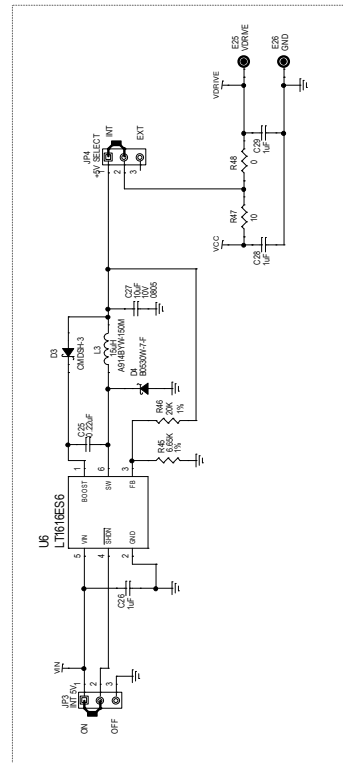 VIN
JP3
INT 5V
1
2
3
ON
OFF
C26
1uF
U6
LT1616ES6
5
VIN
4
SHDN
2
GND
BOOST
1
SW
6
FB
3
C25
0.22uF
D3
CMDSH-3
L3
15uH
A914BYW-150M
D4
B0530W-7-F
R45
6.65K
1%
R46
20K
1%
C27
10uF
10V
0805
JP4
+5V SELECT
1
2
3
INT
EXT
VCC
C28
1uF
R47
10
R48
0
C29
1uF
VDRIVE
E25
VDRIVE
E26
GND